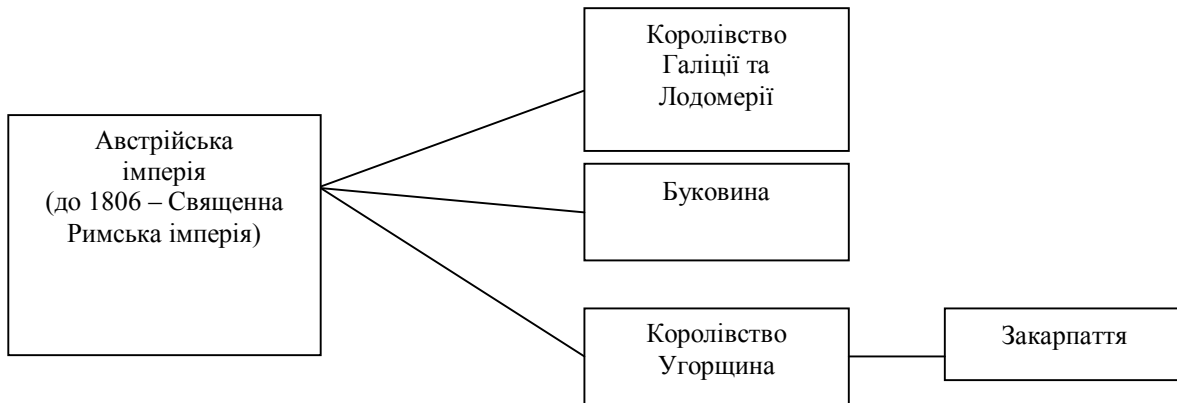 Королівство
Галіції та
Лодомерії
Австрійська
імперія
(до 1806 – Священна
Римська імперія)
Буковина
Королівство
Угорщина
Закарпаття